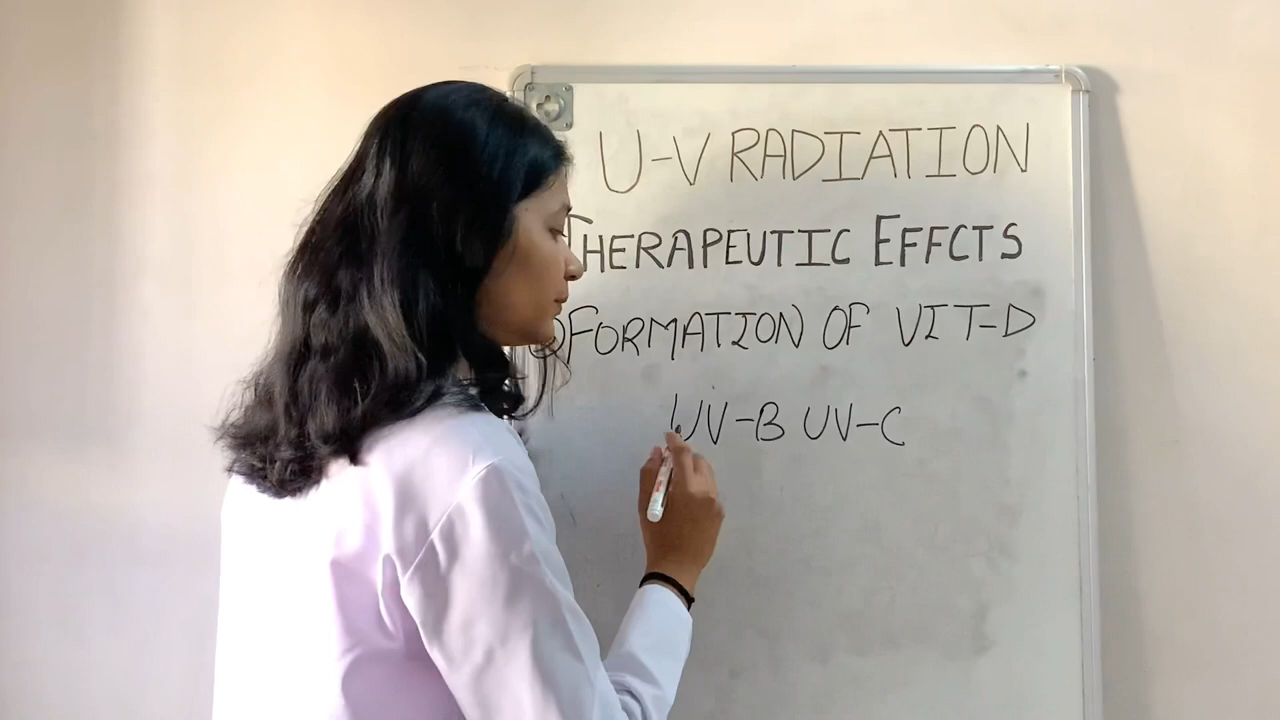 U-V RADIATION
THERAPEUTIC EFFCTS
FORMATION OF VIT-D
UV-B UV-C